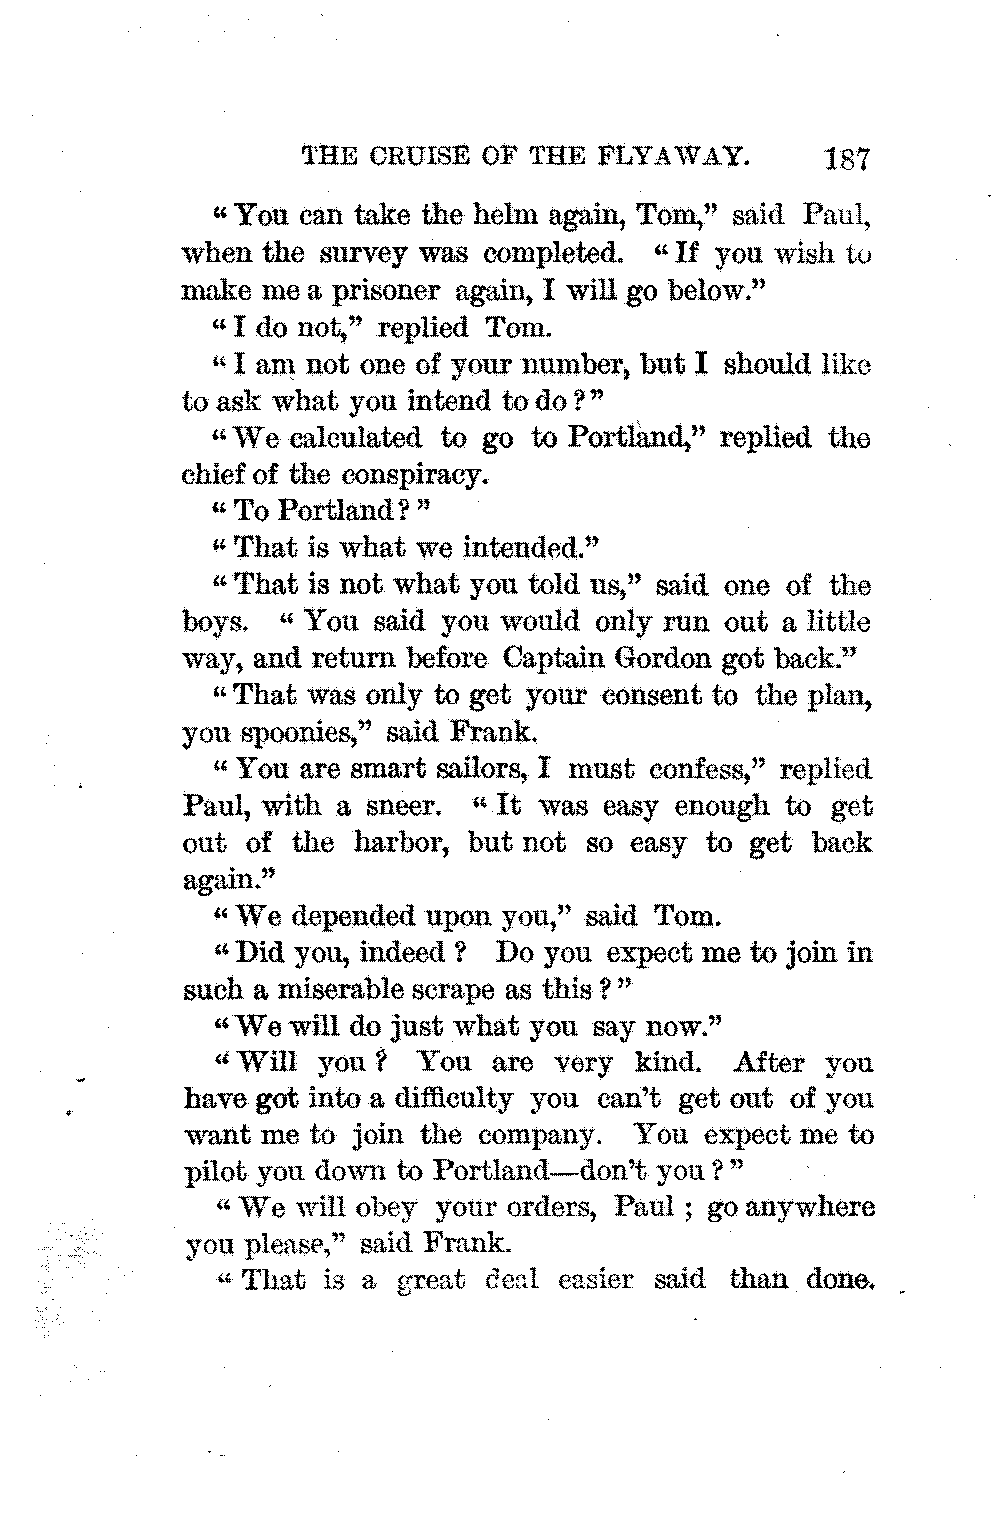 THE CRUISE OF THE FLYAWAY. 187
“You can take the helm again, Tom,” said Paul,
when the survey was completed. “If you wish to
make me a prisoner again, I will go below.”
“I do not,” replied Tom.
“I am not one of your number, but I should like
to ask what you intend to do?”
“We calculated to go to Portland,” replied the
chief of the conspiracy.
“To Portland?”
“That is what we intended.”
“That is not what you told us,” said one of the
boys. “You said you would only run out a little
way, and return before Captain Gordon got back.”
“That was only to get your consent to the plan,
you spoonies,” said Frank.
“You are smart sailors, I must confess,” replied
Paul, with a sneer. “It was easy enough to get
out of the harbor, but not so easy to get back
again.”
“We depended upon you,” said Tom.
“Did you, indeed? Do you expect me to join in
such a miserable scrape as this?”
“We will do just what you say now.”
“Will you? You are very kind. After you
have got into a difficulty you can’t get out of you
want me to join the company. You expect me to
pilot you down to Portland—don’t you?”
“We will obey your orders, Paul; go anywhere
you please,” said Frank.
“That is a great deal easier said than done.